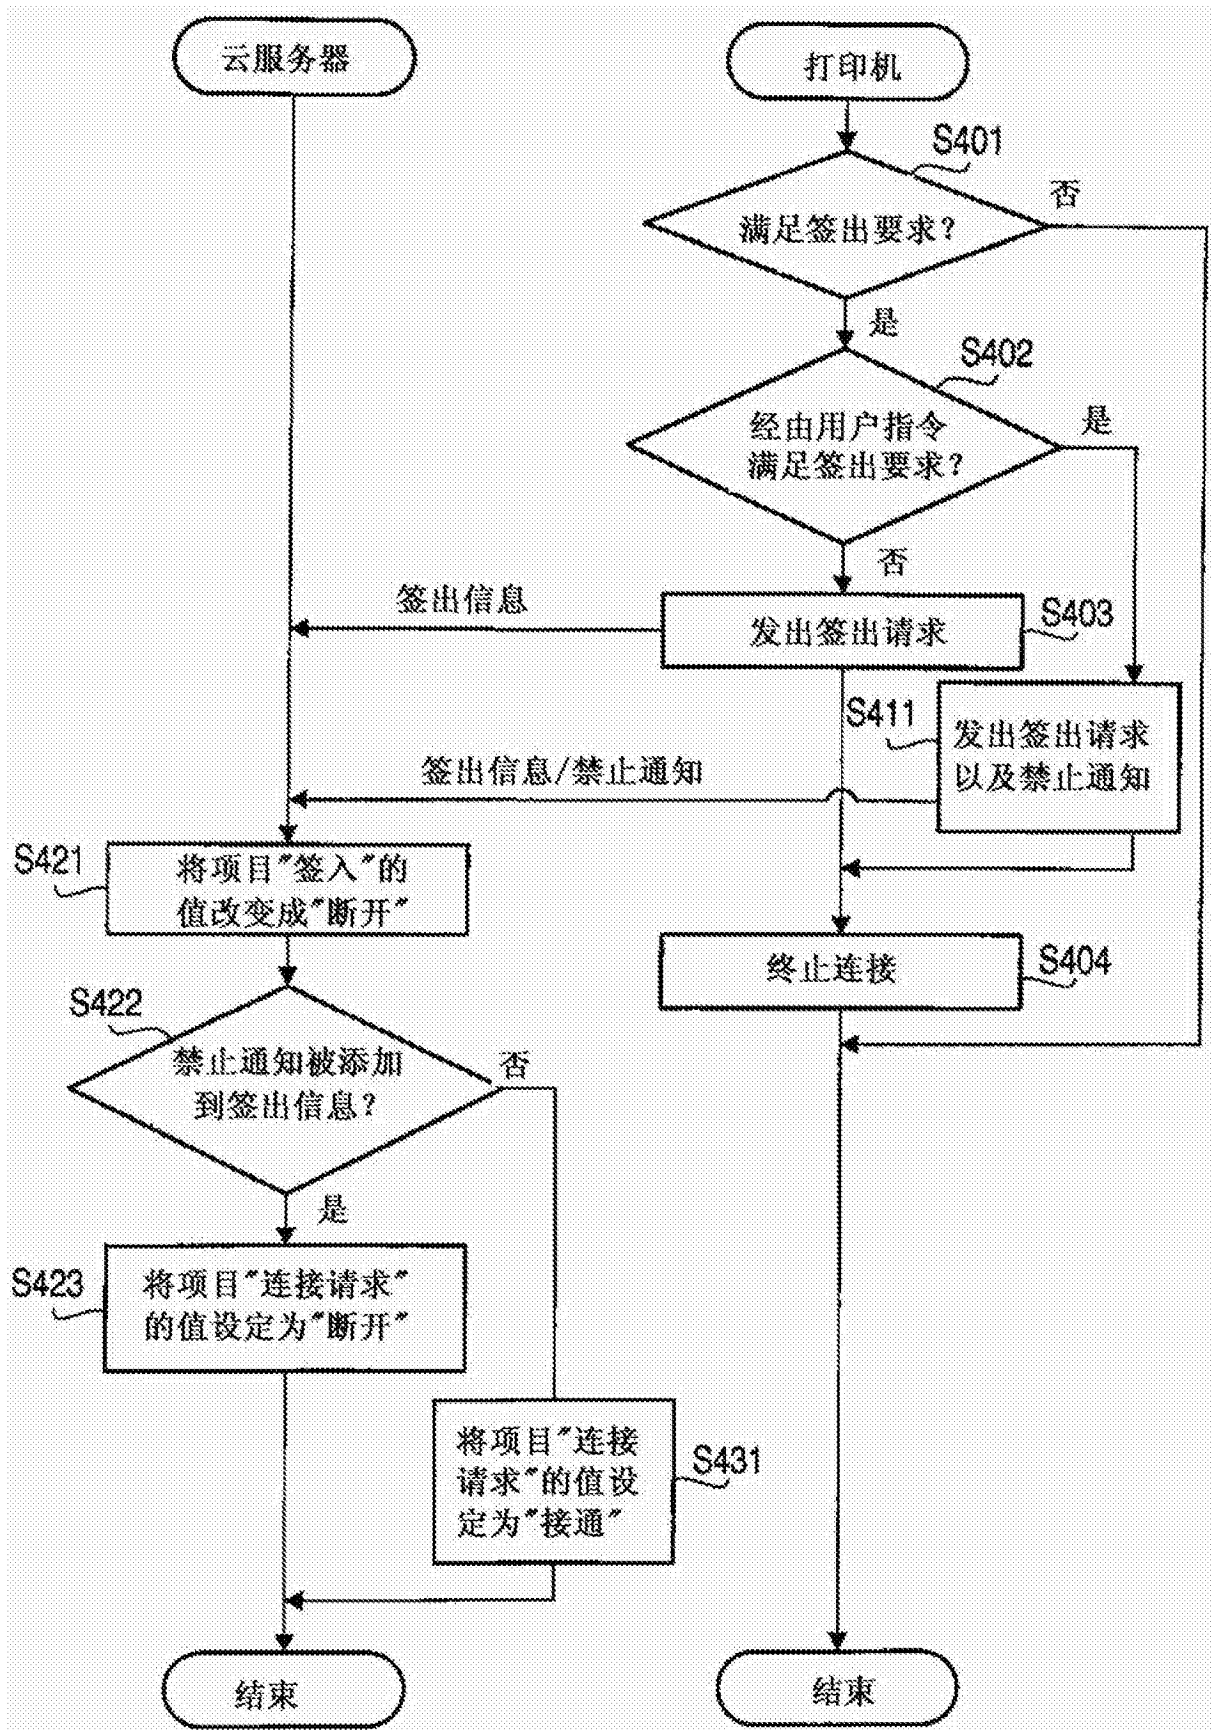 云服务器
打印机
S401
满足签出要求?
否
是
S402
经由用户指令
满足签出要求?
是
否
签出信息
发出签出请求
S403
S411
发出签出请求
以及禁止通知
签出信息/禁止通知
S421
将项目"签入"的
值改变成"断开"
终止连接
S404
S422
禁止通知被添加
到签出信息?
否
是
S423
将项目"连接请求"
的值设定为"断开"
将项目"连接
请求"的值设
定为"接通"
S431
结束
结束